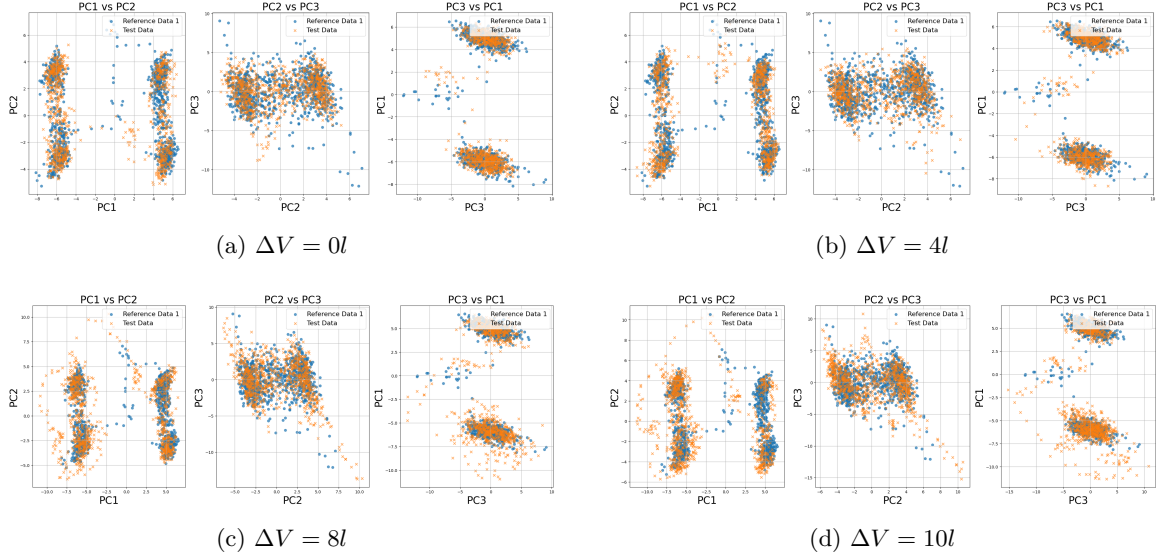 PC1 vs PC2
PC2 vs PC3
PC3 vs PC1
Reference Data 1
Test Data
Reference Data 1
Test Data
Reference Data 1
Test Data
PC2
PC3
PC1
PC1
PC2
PC3
(a) ΔV = 0l
PC1 vs PC2
PC2 vs PC3
PC3 vs PC1
Reference Data 1
Test Data
Reference Data 1
Test Data
Reference Data 1
Test Data
PC2
PC3
PC1
PC1
PC2
PC3
(b) ΔV = 4l
PC1 vs PC2
PC2 vs PC3
PC3 vs PC1
Reference Data 1
Test Data
Reference Data 1
Test Data
Reference Data 1
Test Data
PC2
PC3
PC1
PC1
PC2
PC3
(c) ΔV = 8l
PC1 vs PC2
PC2 vs PC3
PC3 vs PC1
Reference Data 1
Test Data
Reference Data 1
Test Data
Reference Data 1
Test Data
PC2
PC3
PC1
PC1
PC2
PC3
(d) ΔV = 10l